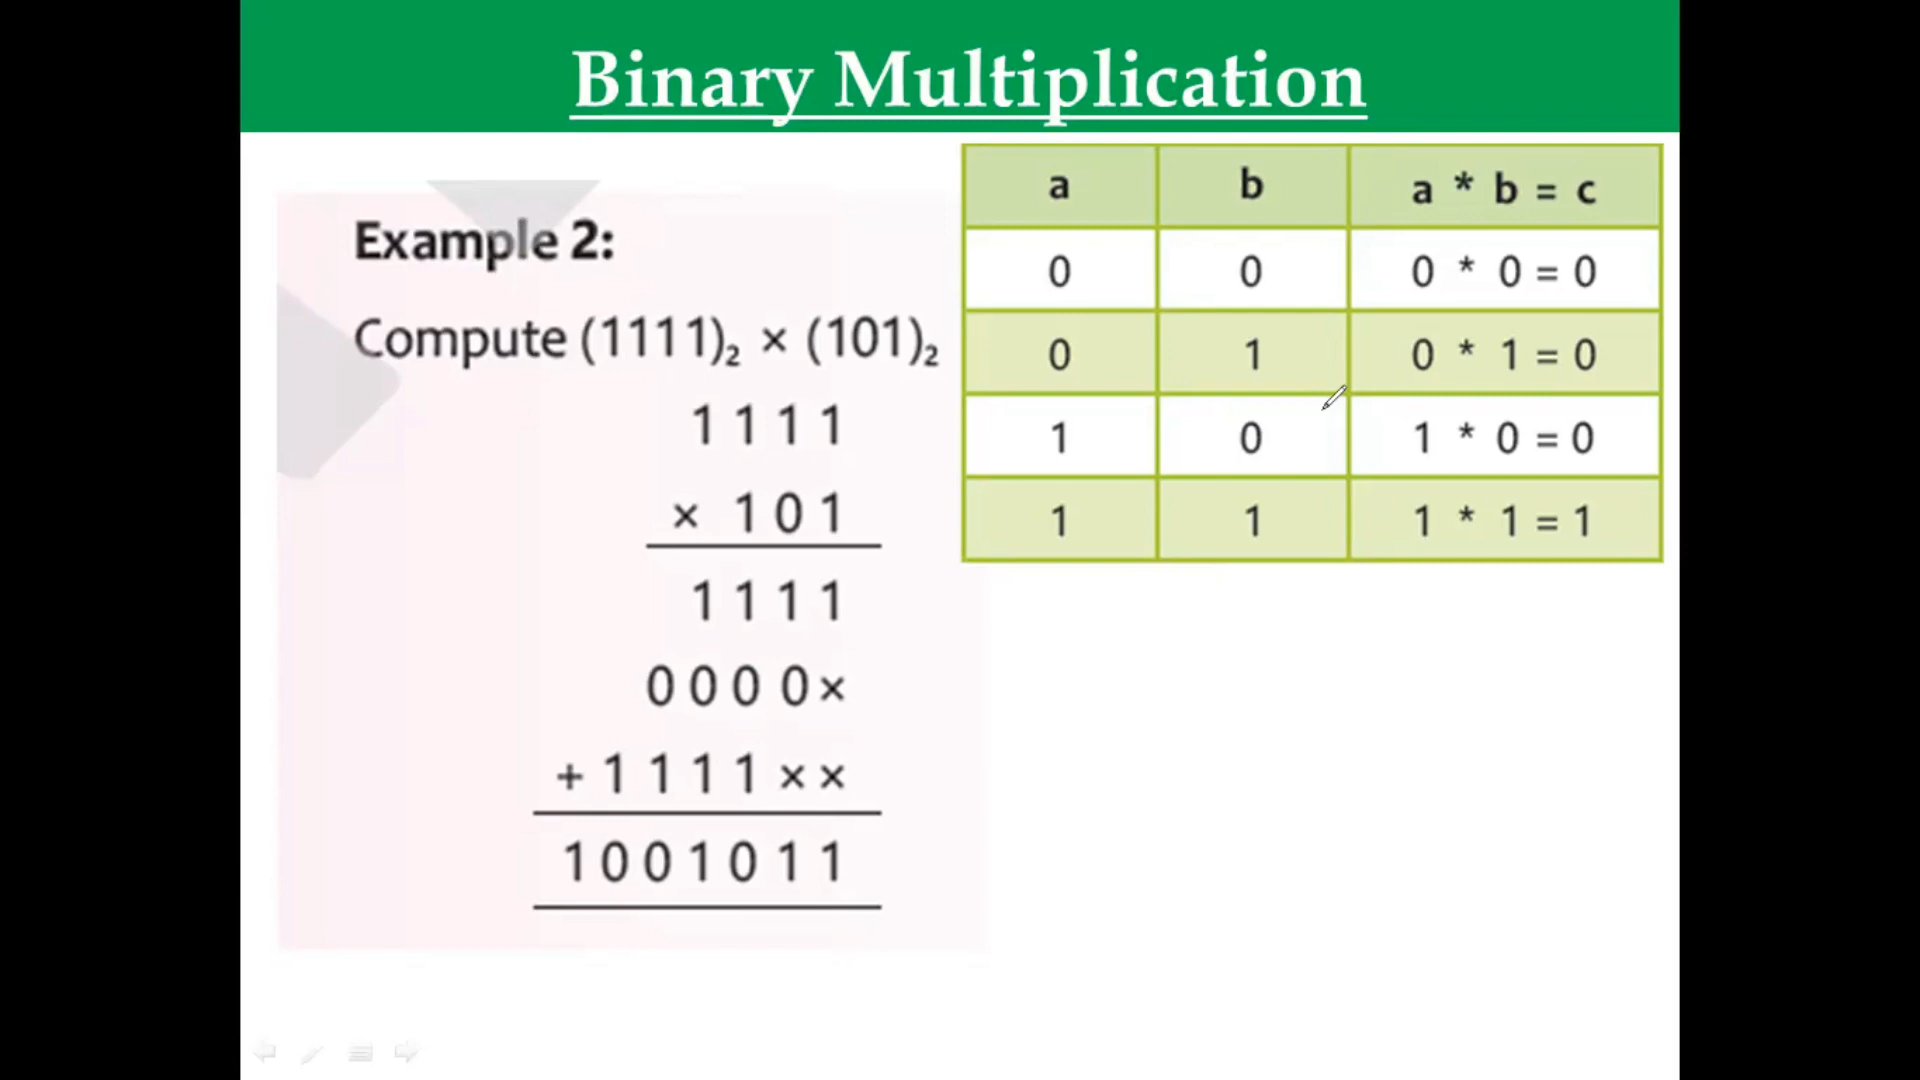 Binary Multiplication
Example 2:
Compute (1111)₂ × (101)₂
1 1 1 1
× 1 0 1
1 1 1 1
0 0 0 0 ×
+ 1 1 1 1 × ×
1 0 0 1 0 1 1
a b a * b = c
0 0 0 * 0 = 0
0 1 0 * 1 = 0
1 0 1 * 0 = 0
1 1 1 * 1 = 1